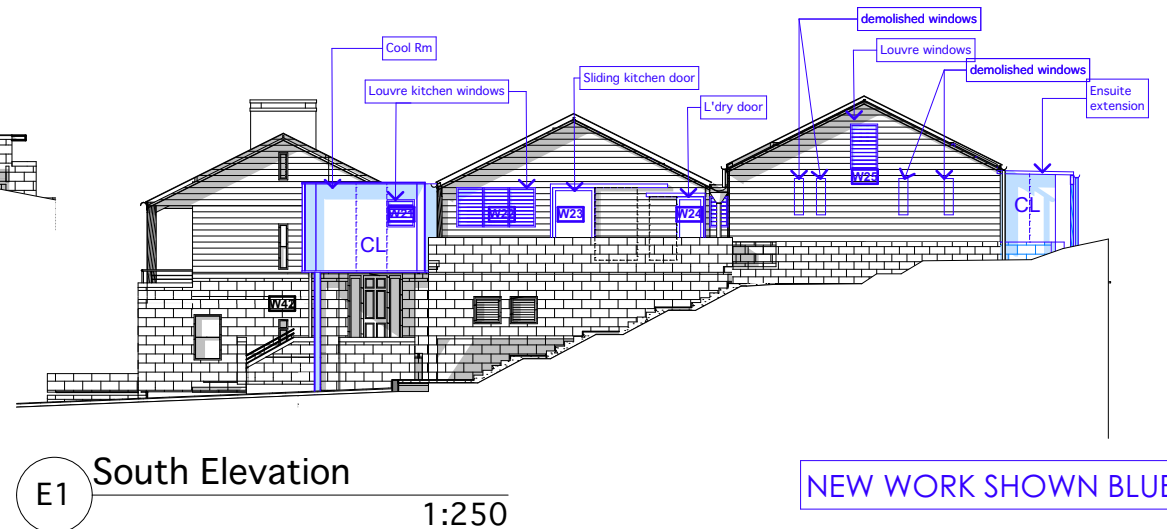 demolished windows
Cool Rm
Louvre windows
demolished windows
Sliding kitchen door
Louvre kitchen windows
Ensuite
extension
L'dry door
W25
W21
W22
W23
W24
CL
CL
W42
E1
South Elevation
1:250
NEW WORK SHOWN BLUE